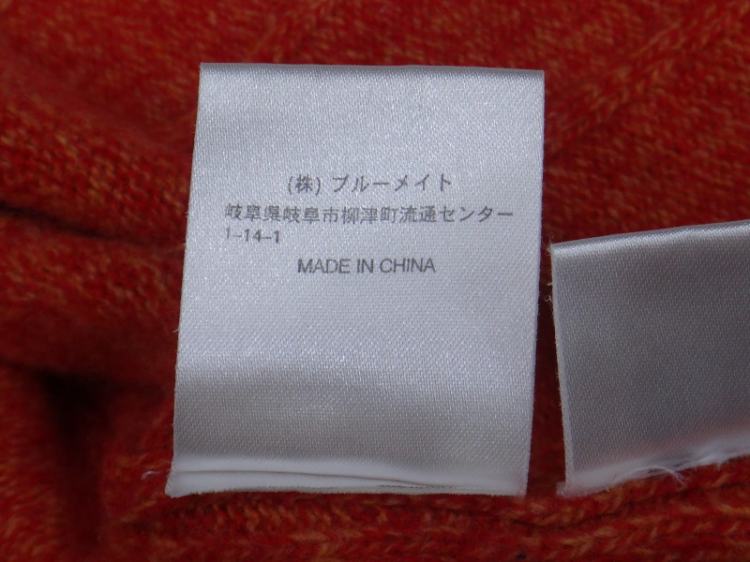 (株) ブルーメイト
岐阜県岐阜市柳津町流通センター
1-14-1
MADE IN CHINA